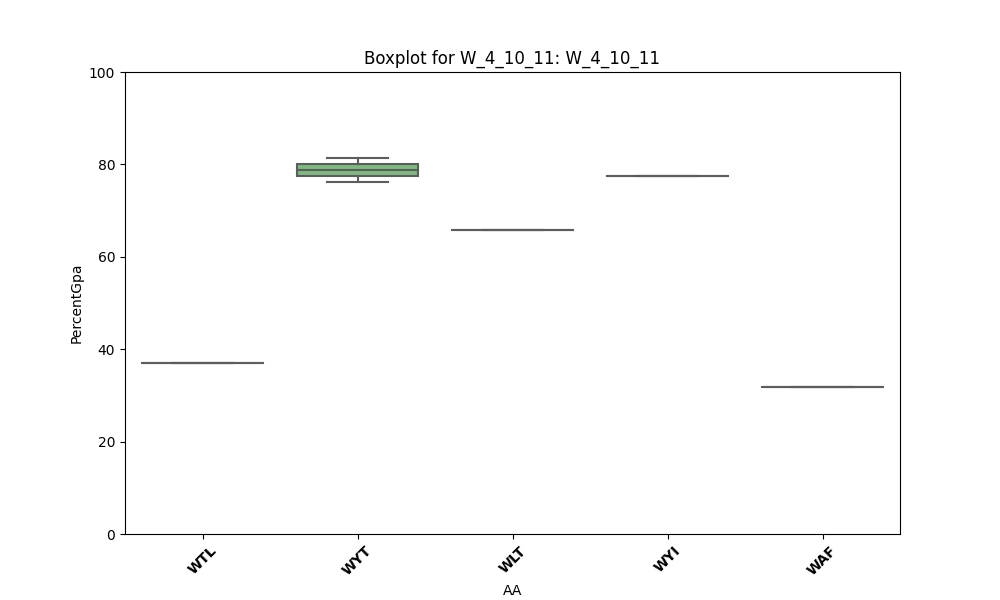 Boxplot for W_4_10_11: W_4_10_11
100
80
60
40
20
0
PercentGpa
WTL
WYT
WLT
WYI
WAF
AA